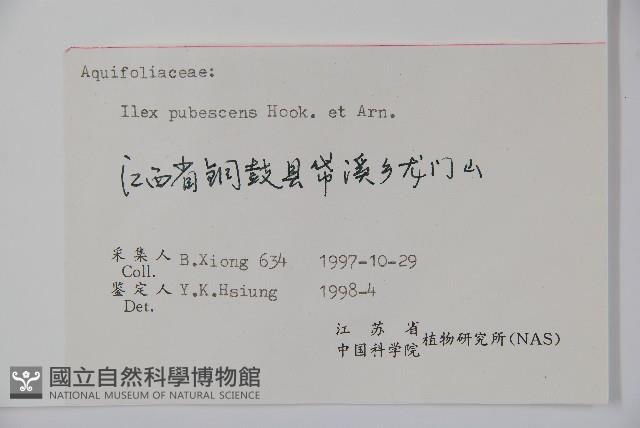 Aquifoliaceae:
Ilex pubescens Hook. et Arn.
江西省铜鼓县带溪乡龙门山
采集人 B.Xiong 634 1997-10-29
Coll.
鉴定人 Y.K.Hsiung 1998-4
Det.
江苏省
中国科学院 植物研究所(NAS)
國立自然科學博物館
NATIONAL MUSEUM OF NATURAL SCIENCE